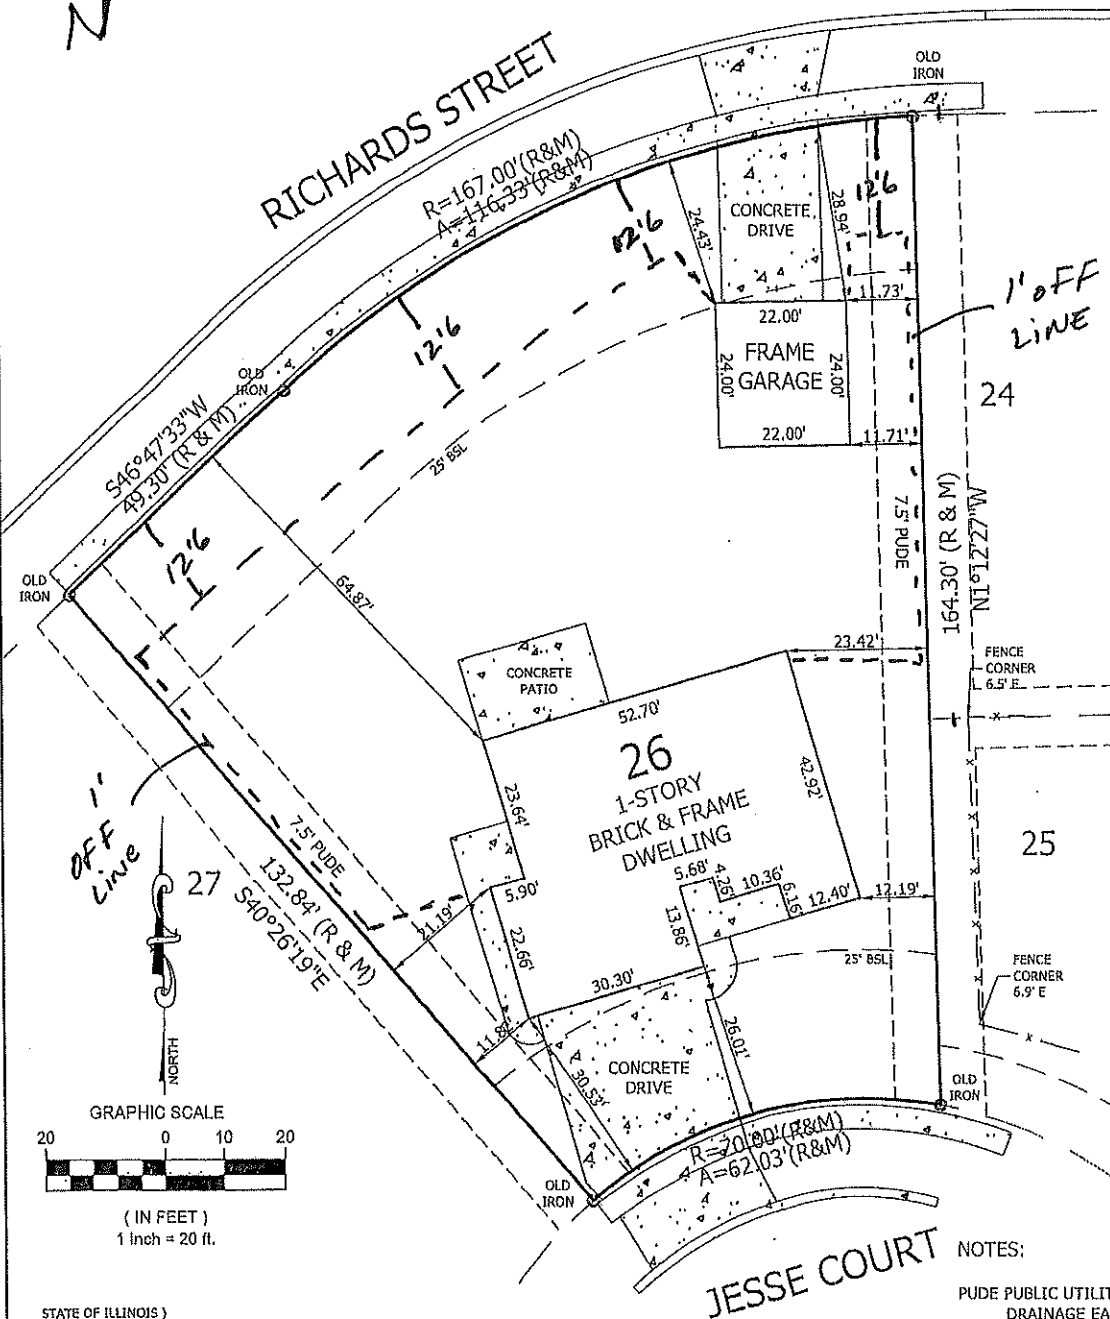 N
RICHARDS STREET
OLD
IRON
R=167.00'(R&M)
A=116.33'(R&M)
12'6
12'6
24.43'
CONCRETE
DRIVE
28.94'
11.73'
1' OFF
LINE
22.00'
FRAME
GARAGE
24.00'
24.00'
22.00'
11.71'
24
12'6
OLD
IRON
S46°47'33"W
49.30' (R & M)
25' BSL
7.5' PUDE
164.30' (R & M)
N1°12'27"W
12'6
OLD
IRON
64.87'
23.42'
FENCE
CORNER
6.5' E
CONCRETE
PATIO
52.70'
26
1-STORY
BRICK & FRAME
DWELLING
42.92'
23.64'
1'
OFF
LINE
27
7.5' PUDE
132.84' (R & M)
S40°26'19"E
25
5.68'
4.26'
10.36'
6.16'
12.40'
12.19'
5.90'
21.19'
22.66'
13.86'
25' BSL
FENCE
CORNER
6.9' E
30.30'
26.01'
30.53'
CONCRETE
DRIVE
NORTH
OLD
IRON
R=70.00'(R&M)
A=62.03'(R&M)
GRAPHIC SCALE
20 0 10 20
( IN FEET )
1 inch = 20 ft.
OLD
IRON
JESSE COURT
NOTES:
PUDE PUBLIC UTILIT
DRAINAGE EA
STATE OF ILLINOIS )